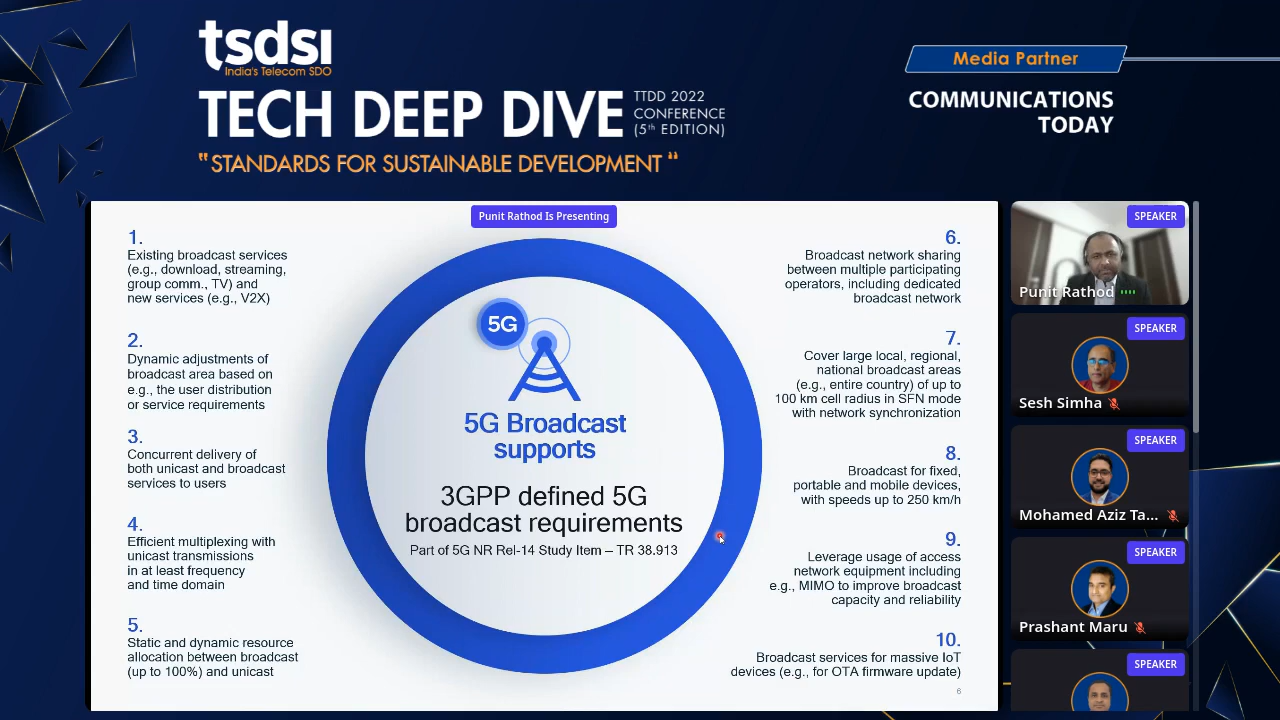 tsdsi
India's Telecom SDO
TECH DEEP DIVE
TTDD 2022
CONFERENCE
(5th EDITION)
"STANDARDS FOR SUSTAINABLE DEVELOPMENT"
Media Partner
COMMUNICATIONS
TODAY
Punit Rathod Is Presenting
1.
Existing broadcast services
(e.g., download, streaming,
group comm., TV) and
new services (e.g., V2X)
2.
Dynamic adjustments of
broadcast area based on
e.g., the user distribution
or service requirements
3.
Concurrent delivery of
both unicast and broadcast
services to users
4.
Efficient multiplexing with
unicast transmissions
in at least frequency
and time domain
5.
Static and dynamic resource
allocation between broadcast
(up to 100%) and unicast
5G
5G Broadcast
supports
3GPP defined 5G
broadcast requirements
Part of 5G NR Rel-14 Study Item – TR 38.913
6.
Broadcast network sharing
between multiple participating
operators, including dedicated
broadcast network
7.
Cover large local, regional,
national broadcast areas
(e.g., entire country) of up to
100 km cell radius in SFN mode
with network synchronization
8.
Broadcast for fixed,
portable and mobile devices,
with speeds up to 250 km/h
9.
Leverage usage of access
network equipment including
e.g., MIMO to improve broadcast
capacity and reliability
10.
Broadcast services for massive IoT
devices (e.g., for OTA firmware update)
6
SPEAKER
Punit Rathod
SPEAKER
Sesh Simha
SPEAKER
Mohamed Aziz Ta...
SPEAKER
Prashant Maru
SPEAKER